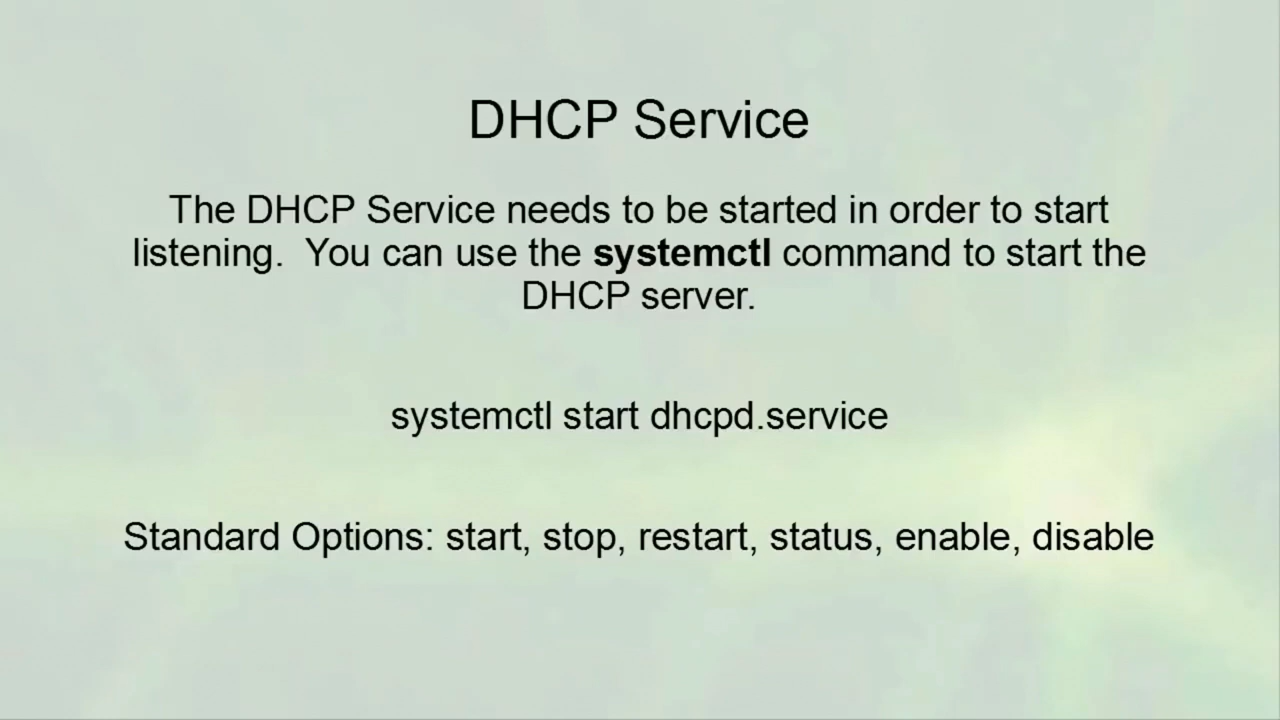 DHCP Service
The DHCP Service needs to be started in order to start
listening.  You can use the systemctl command to start the
DHCP server.
systemctl start dhcpd.service
Standard Options: start, stop, restart, status, enable, disable